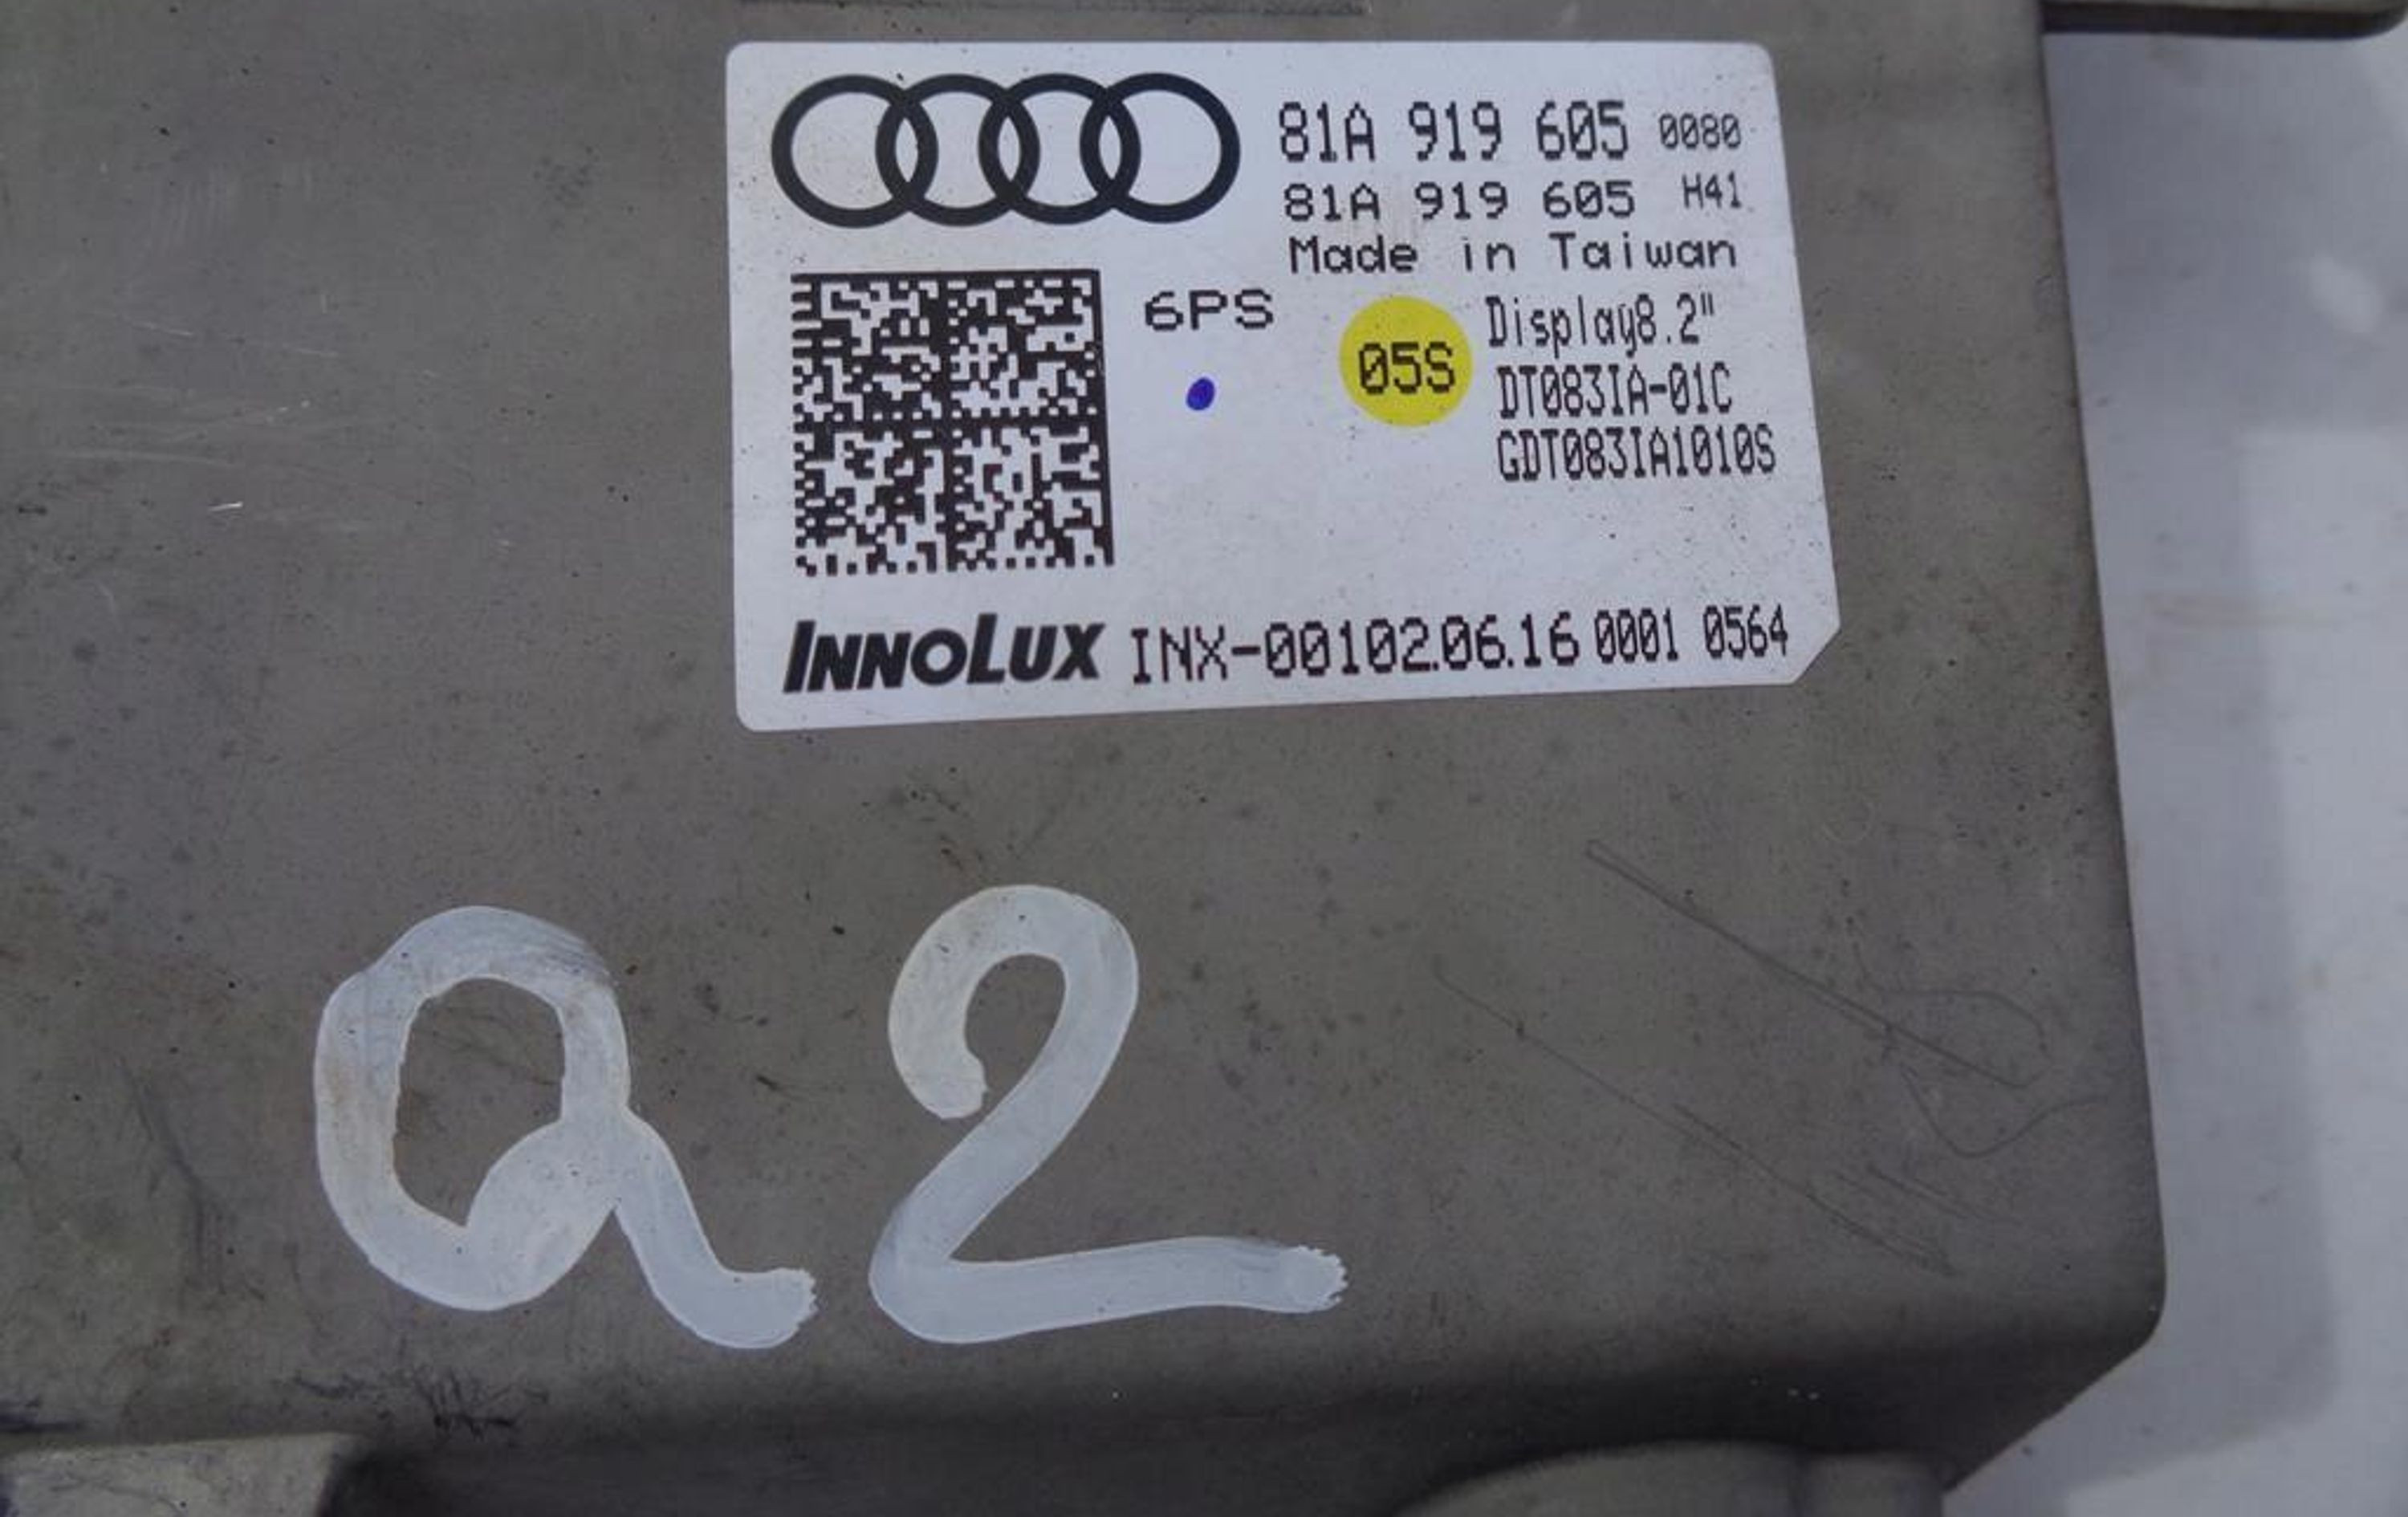 81A 919 605 0080
81A 919 605 H41
Made in Taiwan
6PS
05S
Display8.2"
DT083IA-01C
GDT083IA1010S
INNOLUX INX-00102.06.16 0001 0564
a2